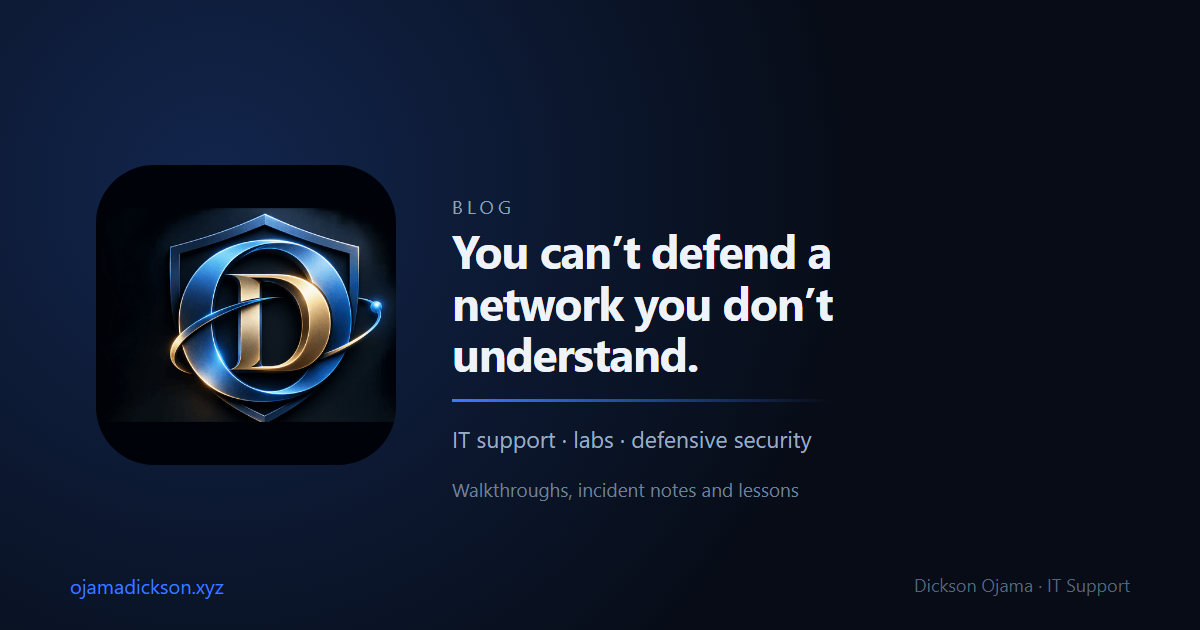 OD
BLOG
You can’t defend a
network you don’t
understand.
IT support · labs · defensive security
Walkthroughs, incident notes and lessons
ojamadickson.xyz
Dickson Ojama · IT Support